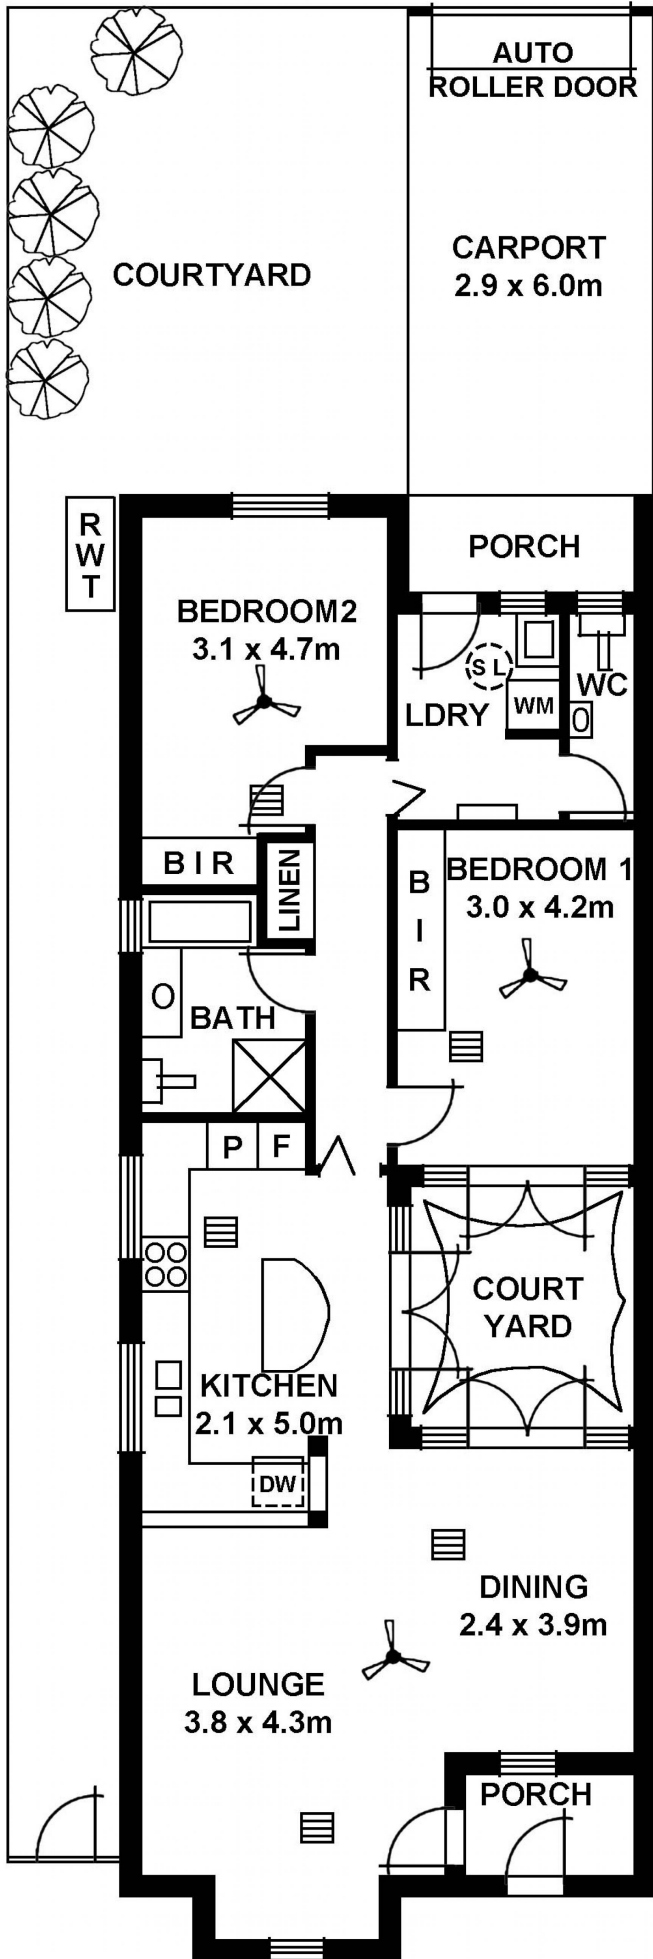 AUTO
ROLLER DOOR
CARPORT
2.9 x 6.0m
COURTYARD
R
W
T
PORCH
BEDROOM2
3.1 x 4.7m
S L
WC
LDRY
WM
B I R
LINEN
BEDROOM 1
3.0 x 4.2m
B
I
R
BATH
P
F
COURT
YARD
KITCHEN
2.1 x 5.0m
DW
DINING
2.4 x 3.9m
LOUNGE
3.8 x 4.3m
PORCH